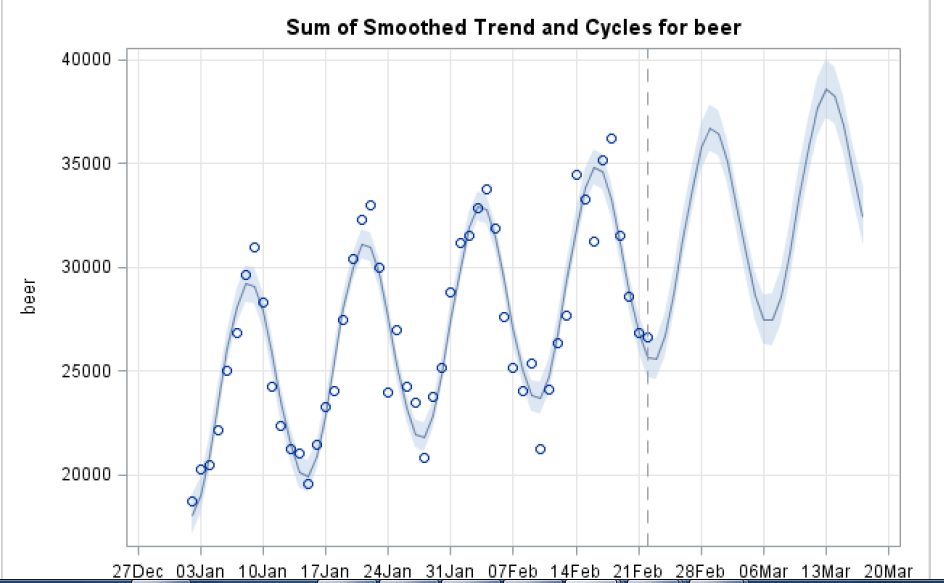 Sum of Smoothed Trend and Cycles for beer
40000
35000
30000
25000
20000
beer
27Dec 03Jan 10Jan 17Jan 24Jan 31Jan 07Feb 14Feb 21Feb 28Feb 06Mar 13Mar 20Mar